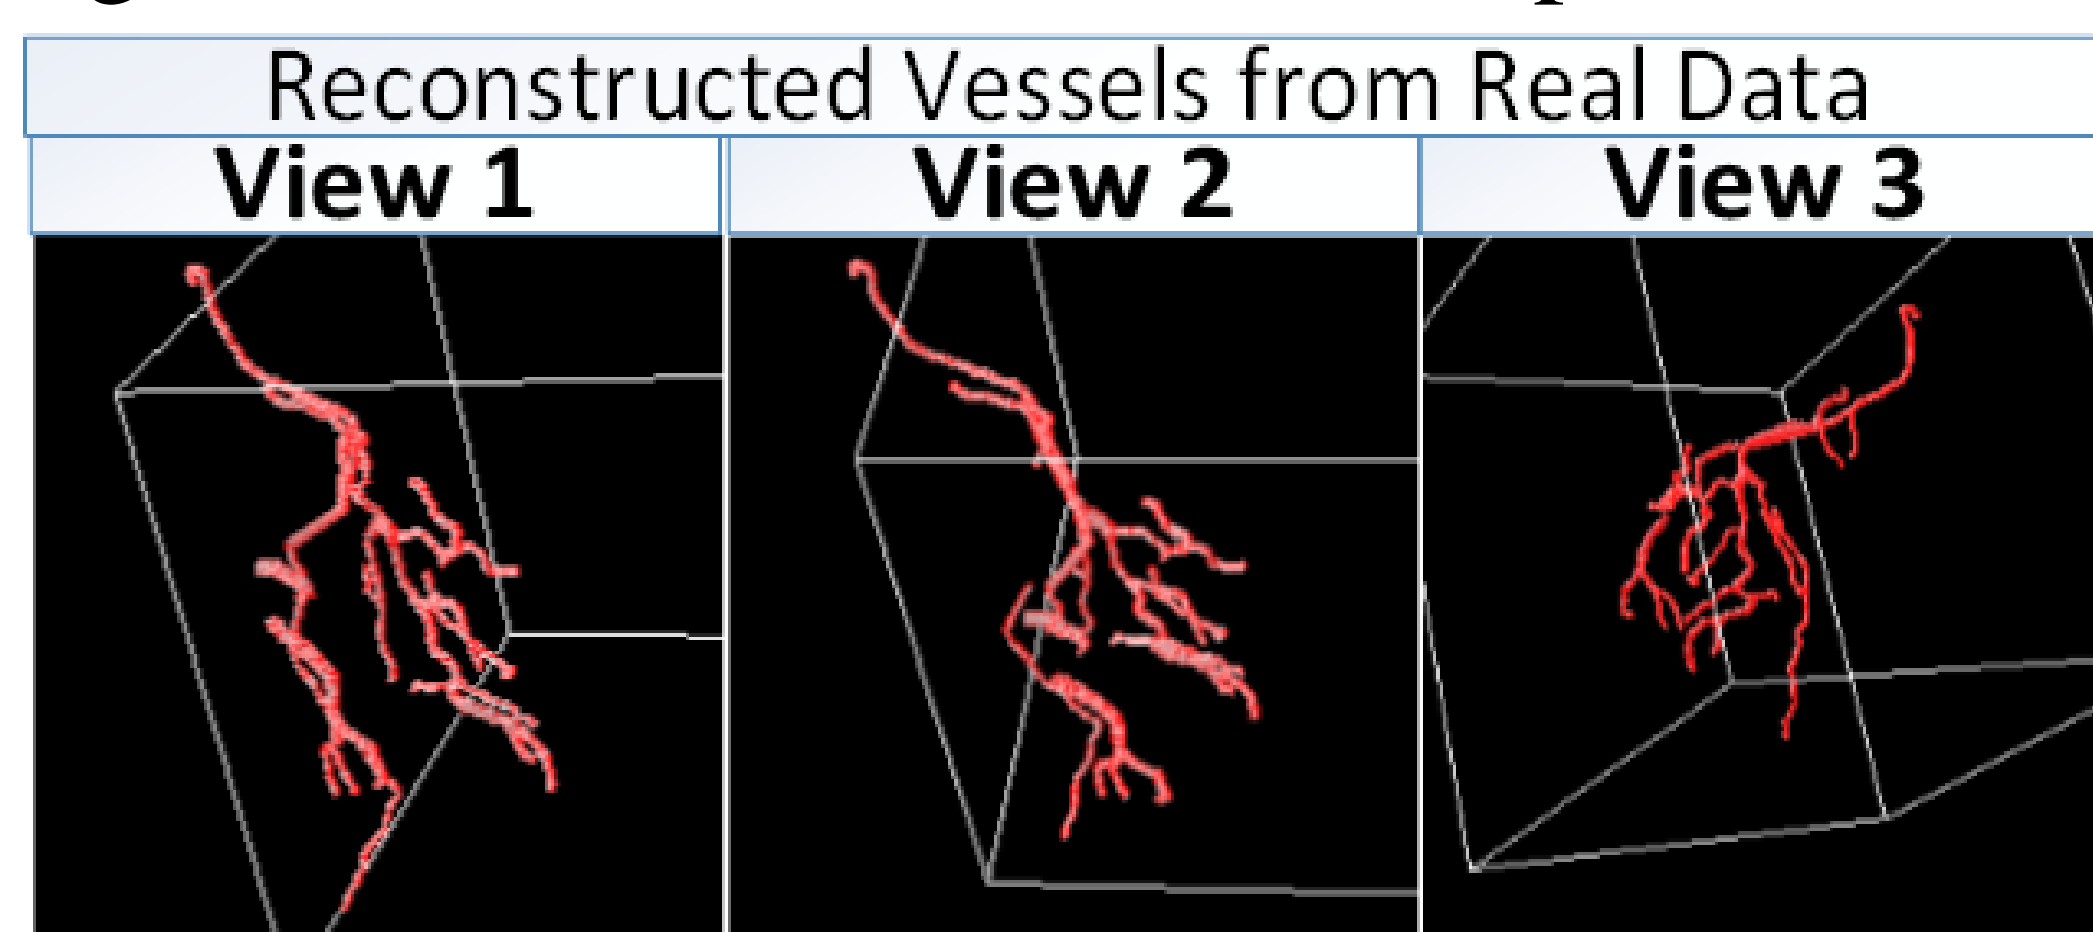 Reconstructed Vessels from Real Data
View 1
View 2
View 3